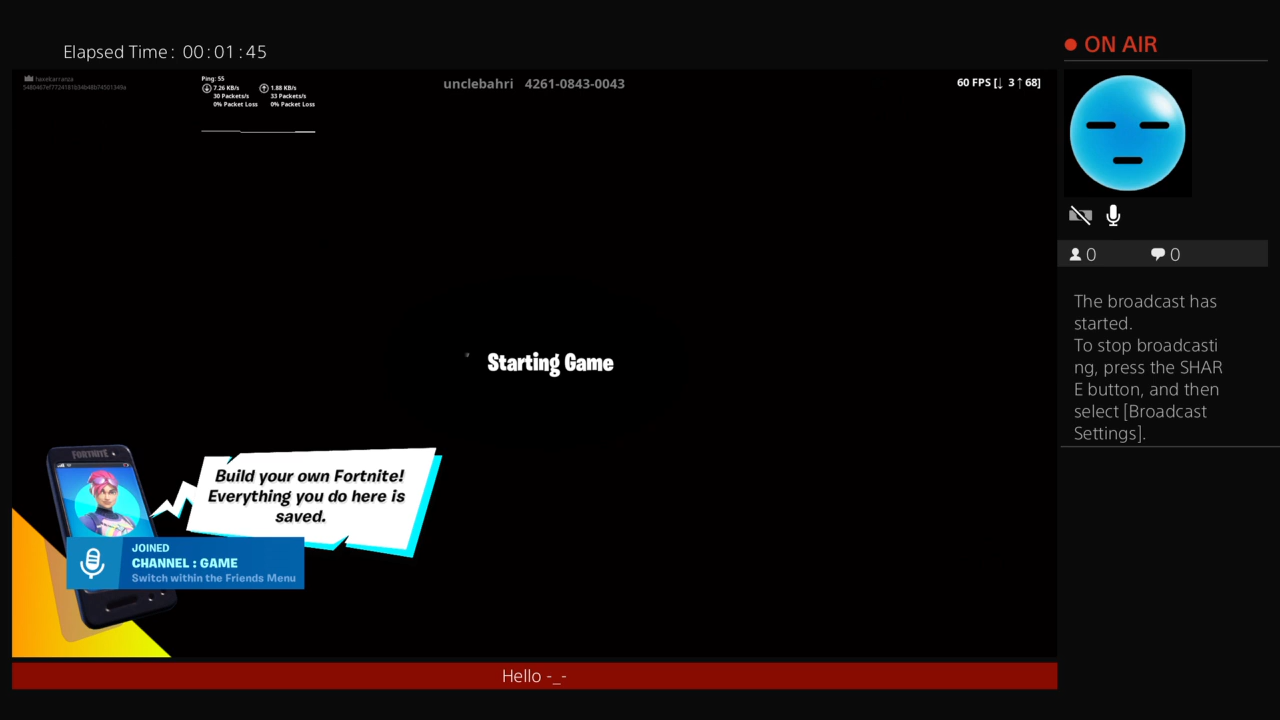 Elapsed Time: 00:01:45
ON AIR
haxekarranza
Ping: 55
7.26 KB/s
30 Packets/s
0% Packet Loss
1.88 KB/s
33 Packets/s
0% Packet Loss
unclebahri 4261-0843-0043
60 FPS [↓ 3 ↑ 68]
0 0
The broadcast has
started.
To stop broadcasti
ng, press the SHAR
E button, and then
select [Broadcast
Settings].
Starting Game
FORTNITE
Build your own Fortnite!
Everything you do here is
saved.
JOINED
CHANNEL : GAME
Switch within the Friends Menu
Hello -_-